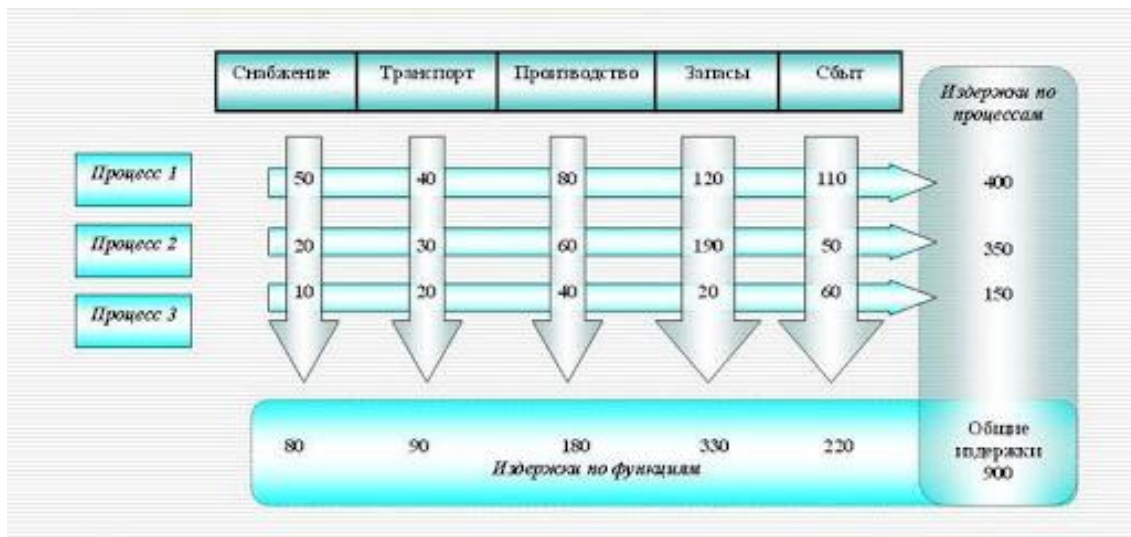 Снабжение Транспорт Производство Запасы Сбыт
Издержки по
процессам
Процесс 1 50 40 80 120 110 400
Процесс 2 20 30 60 190 50 350
10 20 40 20 60 150
Процесс 3
80 90 180 330 220
Издержки по функциям
Общие
издержки
900